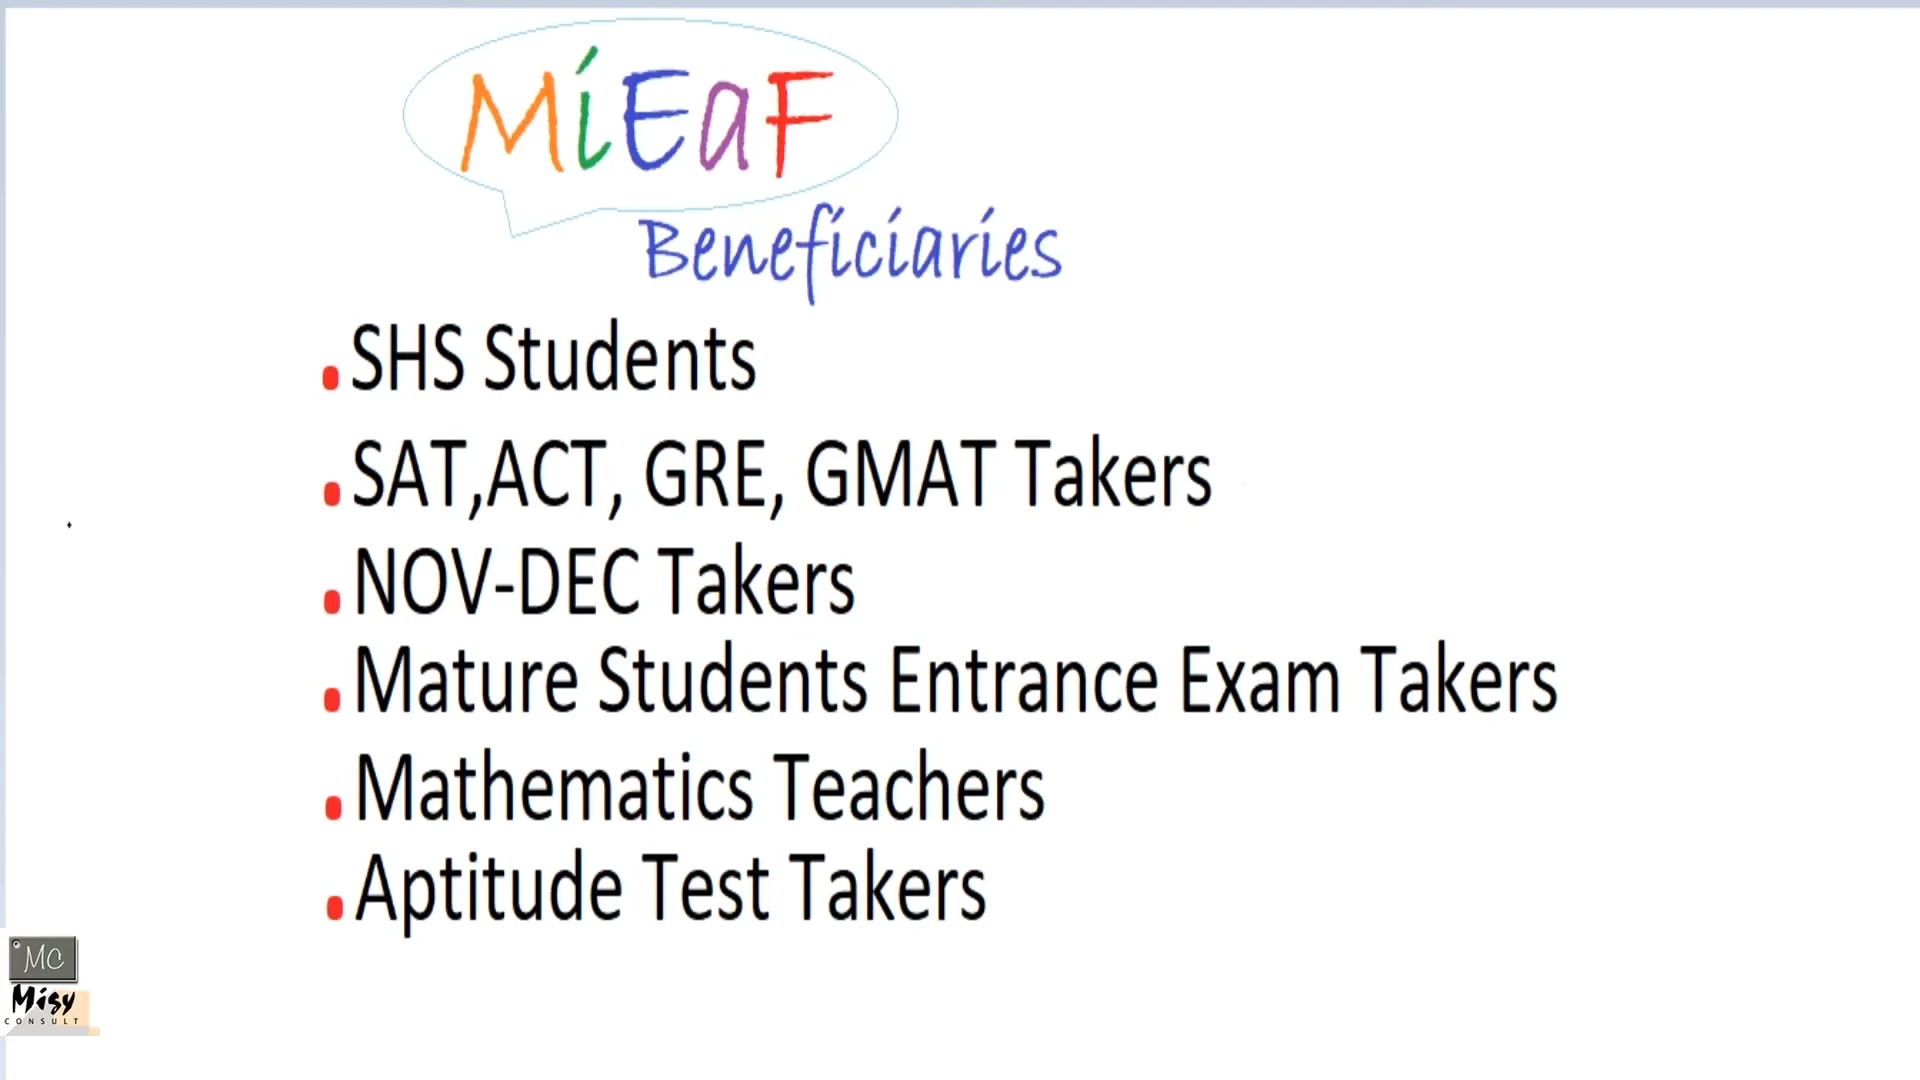 MiEaF
Beneficiaries
.SHS Students
.SAT,ACT, GRE, GMAT Takers
.NOV-DEC Takers
.Mature Students Entrance Exam Takers
.Mathematics Teachers
.Aptitude Test Takers
MC
Misy
CONSULT